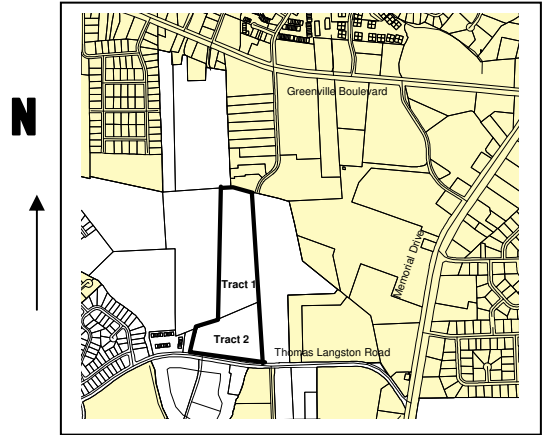 Greenville Boulevard
N
Memorial Drive
Tract 1
Tract 2
Thomas Langston Road